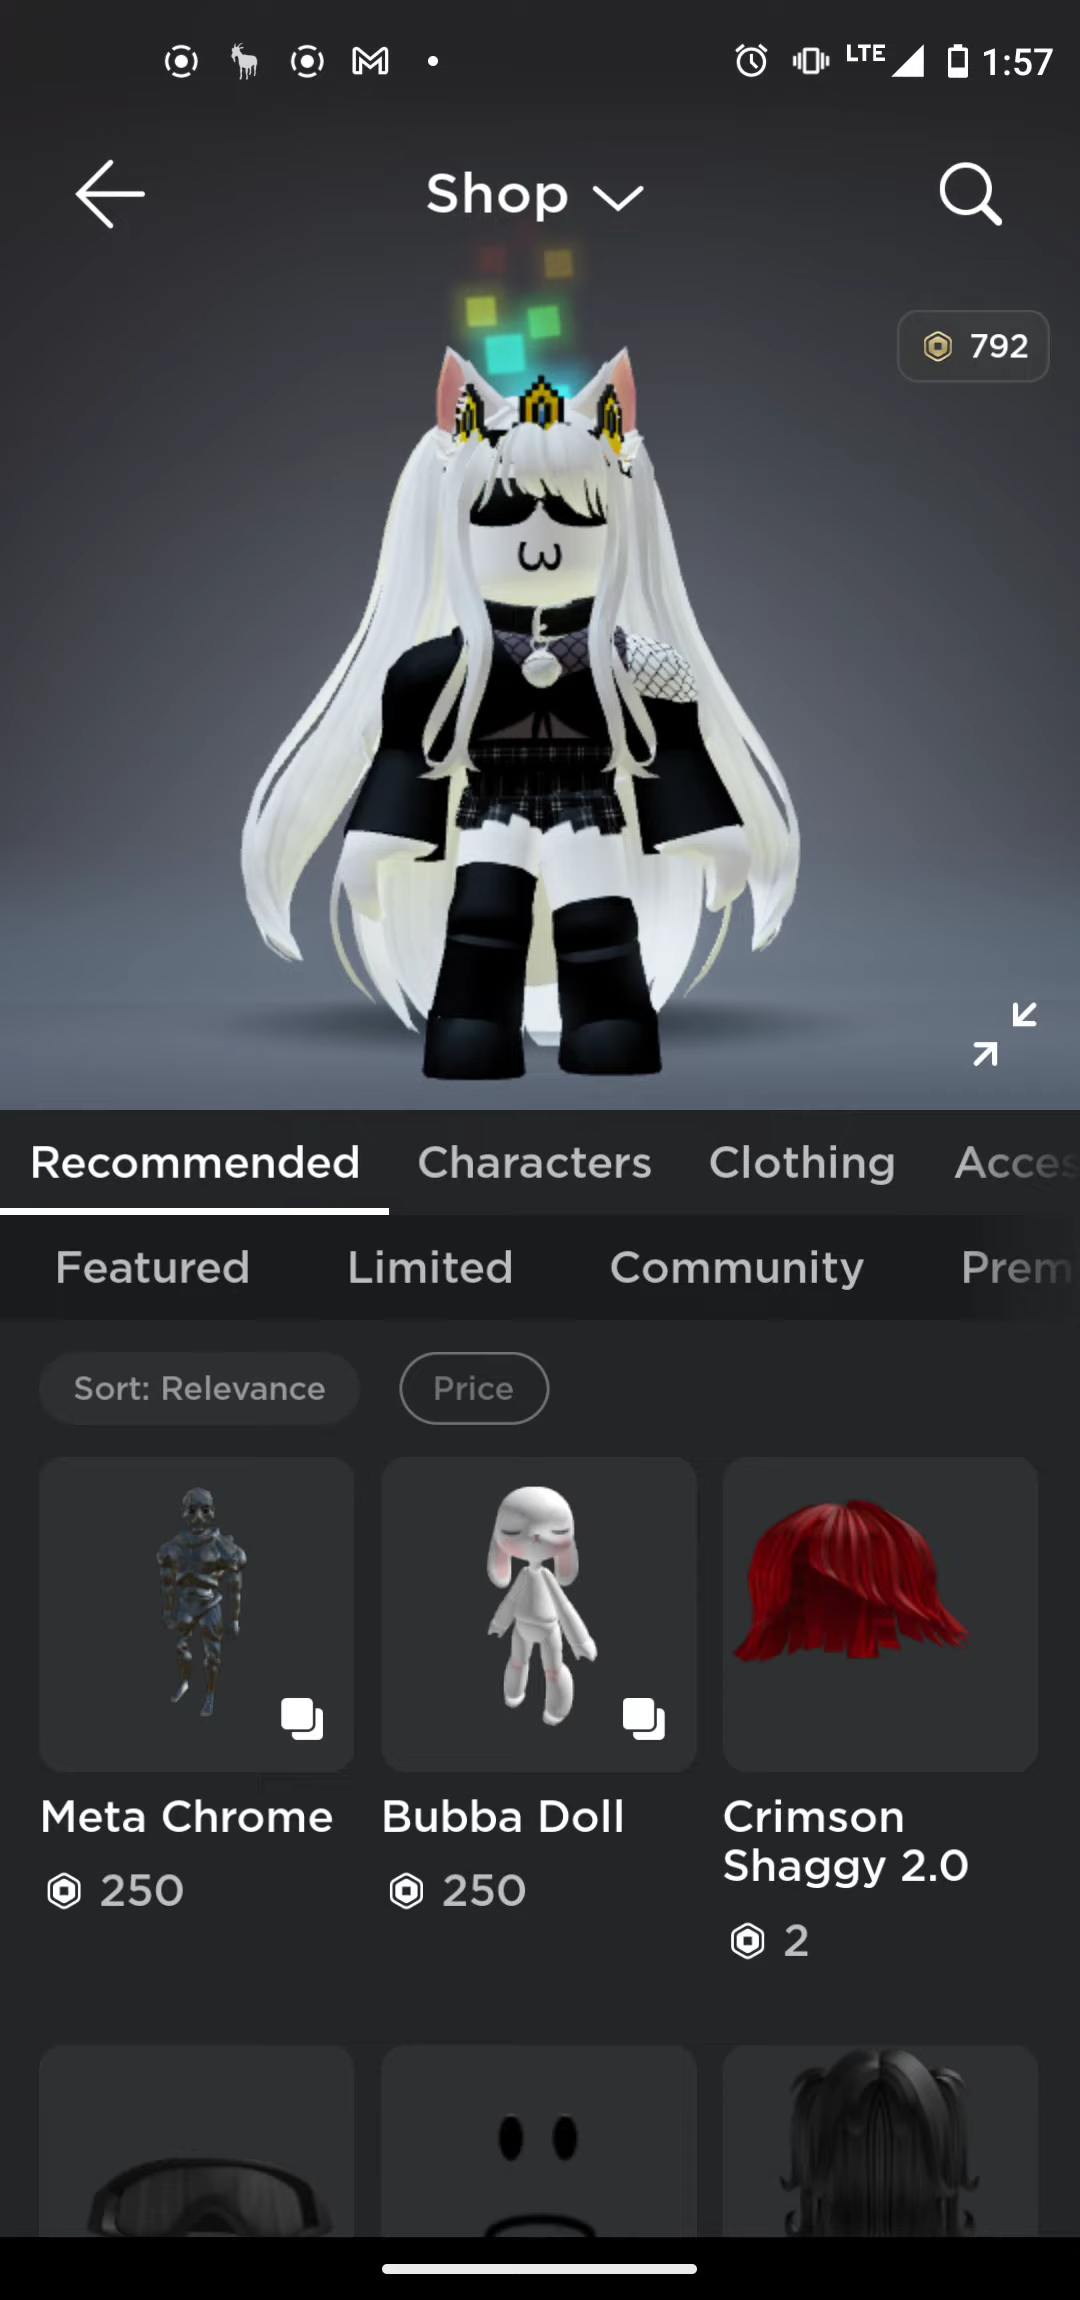 LTE 1:57
Shop
792
Recommended Characters Clothing
Featured Limited Community
Sort: Relevance Price
Meta Chrome Bubba Doll Crimson
Shaggy 2.0
250 250
2